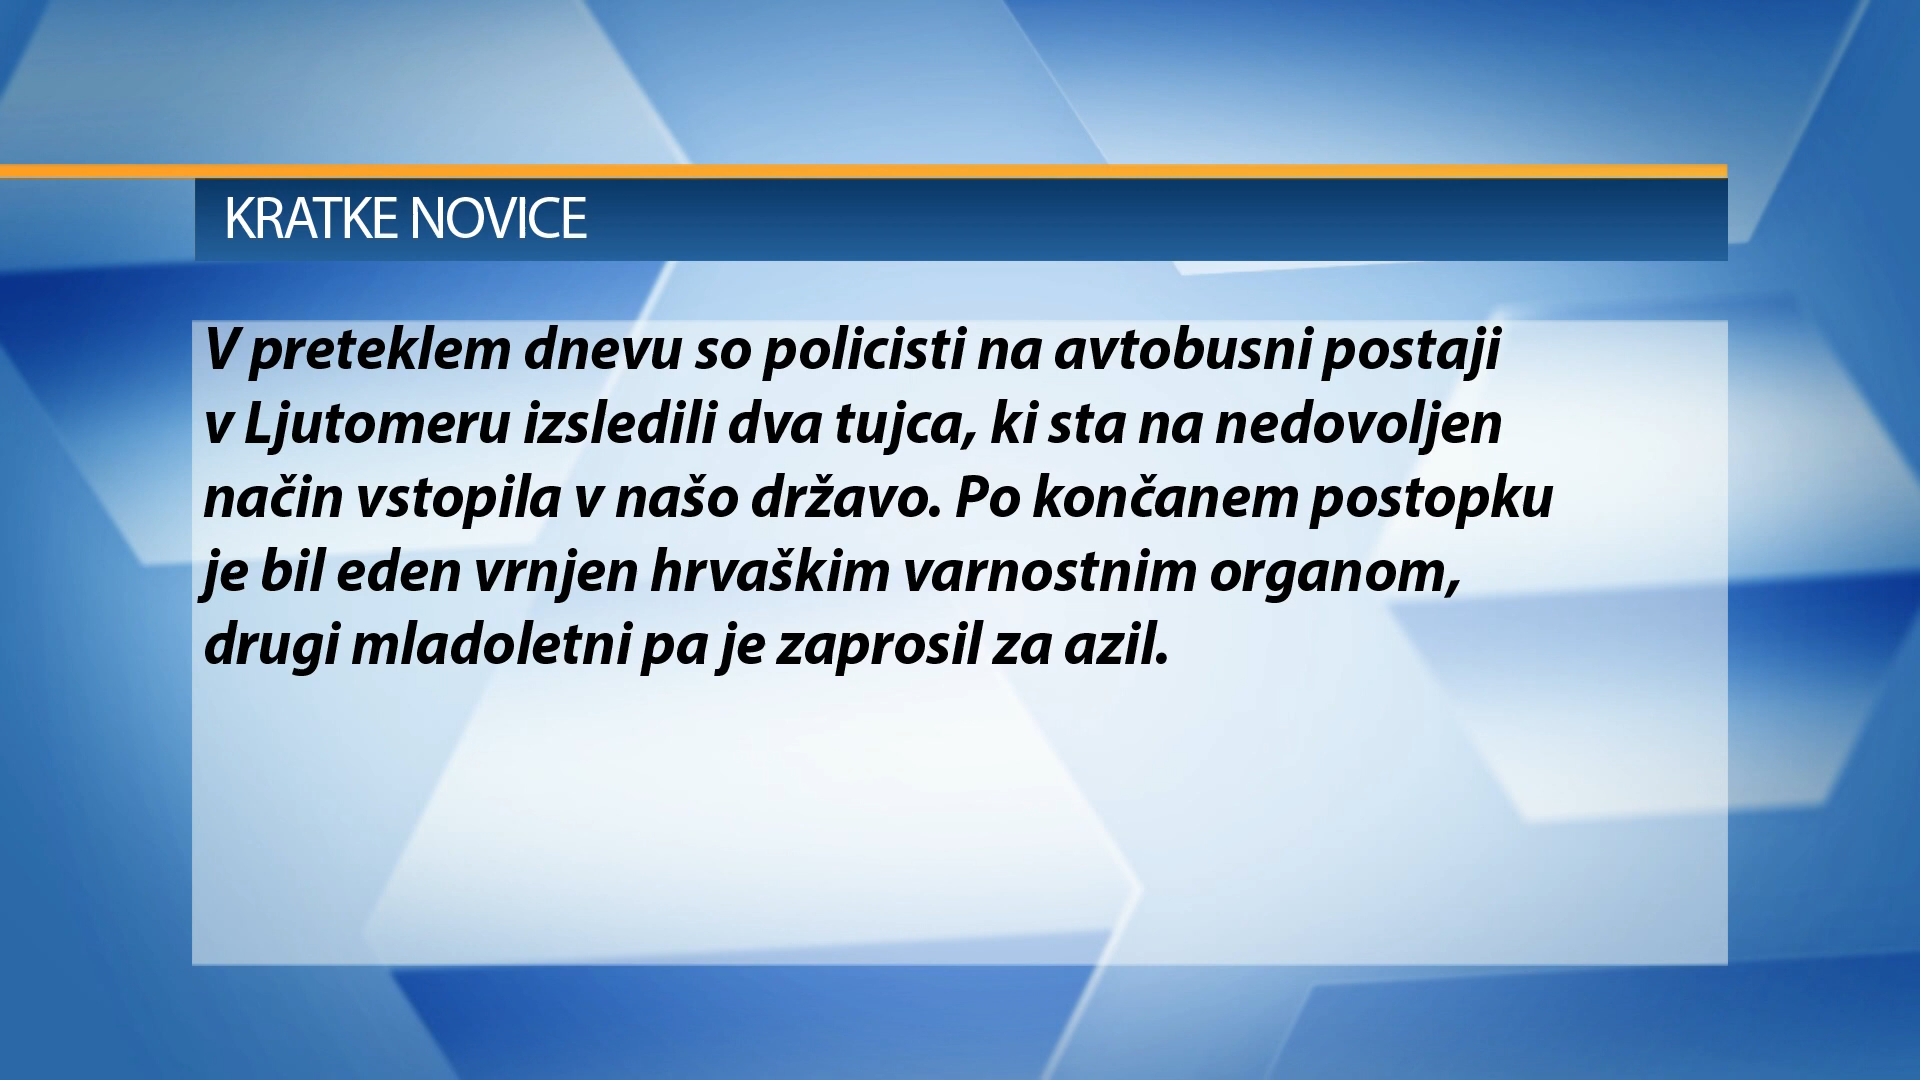 KRATKE NOVICE
V preteklem dnevu so policisti na avtobusni postaji
v Ljutomeru izsledili dva tujca, ki sta na nedovoljen
način vstopila v našo državo. Po končanem postopku
je bil eden vrnjen hrvaškim varnostnim organom,
drugi mladoletni pa je zaprosil za azil.